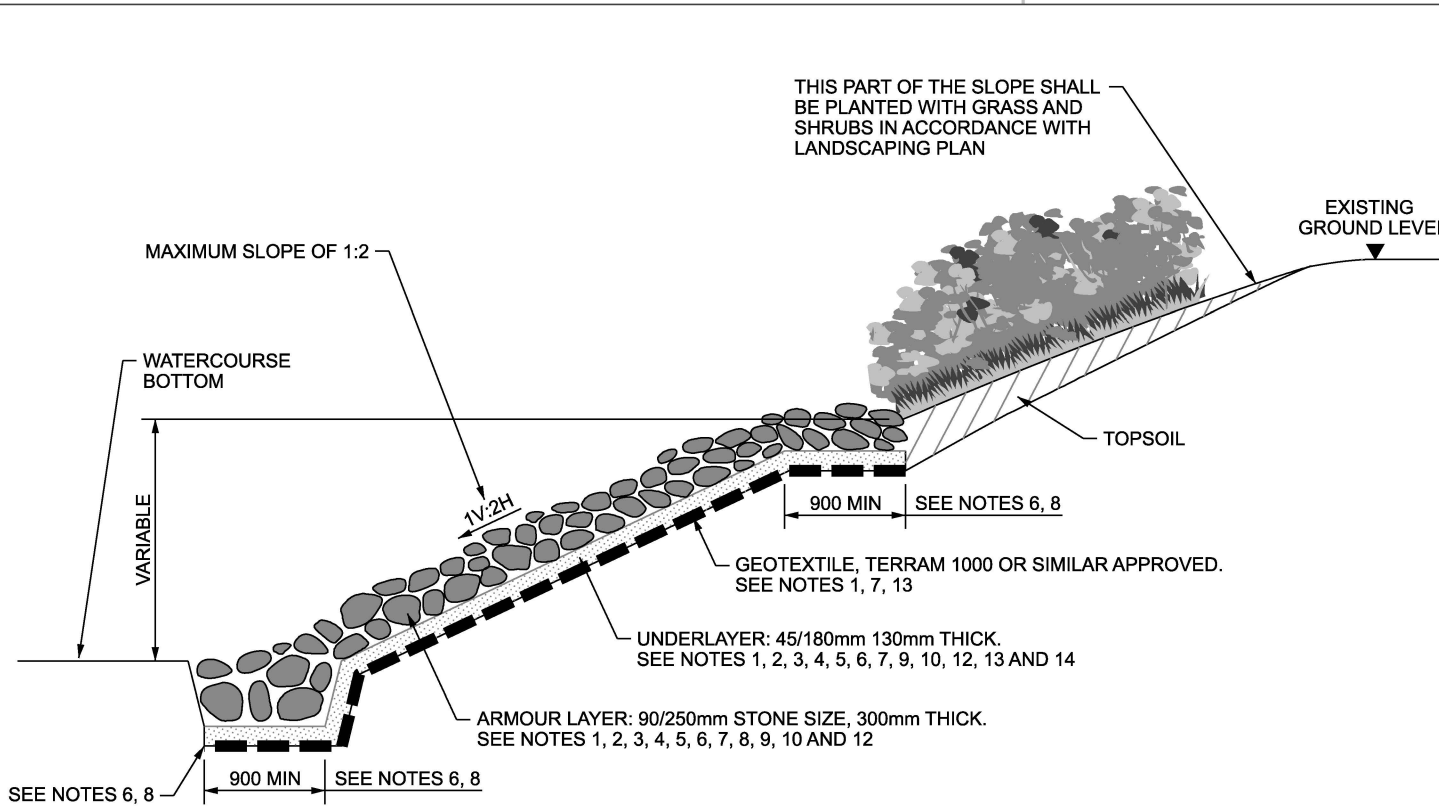 THIS PART OF THE SLOPE SHALL
BE PLANTED WITH GRASS AND
SHRUBS IN ACCORDANCE WITH
LANDSCAPING PLAN
EXISTING
GROUND LEVEL
MAXIMUM SLOPE OF 1:2
WATERCOURSE
BOTTOM
TOPSOIL
VARIABLE
1V:2H
900 MIN
SEE NOTES 6, 8
GEOTEXTILE, TERRAM 1000 OR SIMILAR APPROVED.
SEE NOTES 1, 7, 13
UNDERLAYER: 45/180mm 130mm THICK.
SEE NOTES 1, 2, 3, 4, 5, 6, 7, 9, 10, 12, 13 AND 14
ARMOUR LAYER: 90/250mm STONE SIZE, 300mm THICK.
SEE NOTES 1, 2, 3, 4, 5, 6, 7, 8, 9, 10 AND 12
900 MIN
SEE NOTES 6, 8
SEE NOTES 6, 8